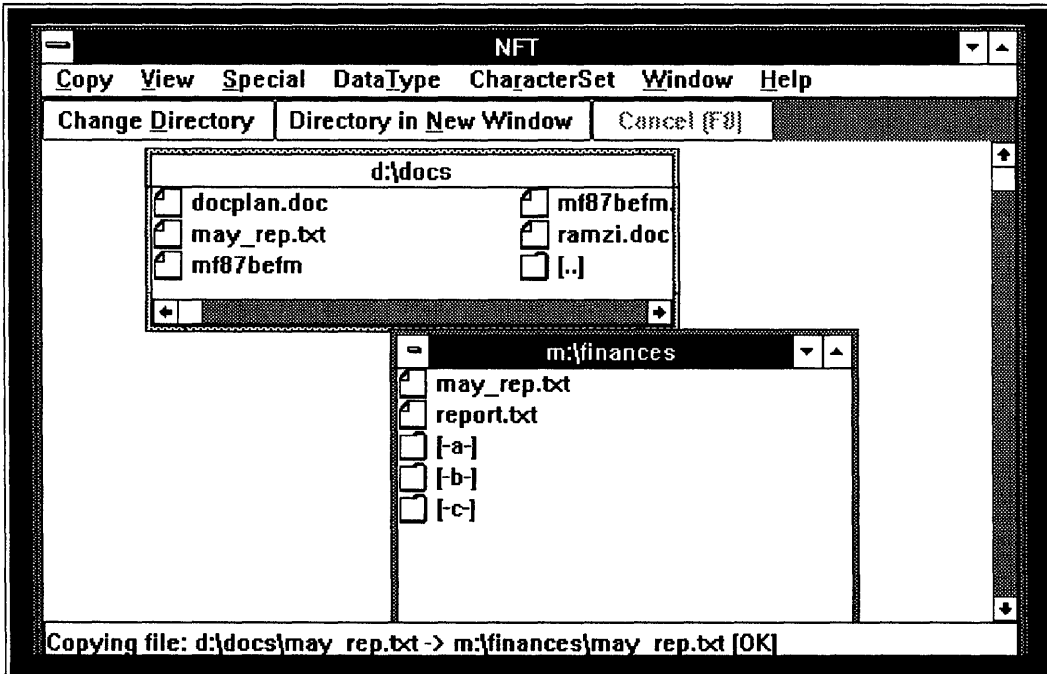 NFT
Copy View Special DataType CharacterSet Window Help
Change Directory Directory in New Window Cancel (F8)
d:\docs
docplan.doc mf87befm.
may_rep.txt ramzi.doc
mf87befm [..]
m:\finances
may_rep.txt
report.txt
[-a-]
[-b-]
[-c-]
Copying file: d:\docs\may_rep.txt -> m:\finances\may_rep.txt [OK]